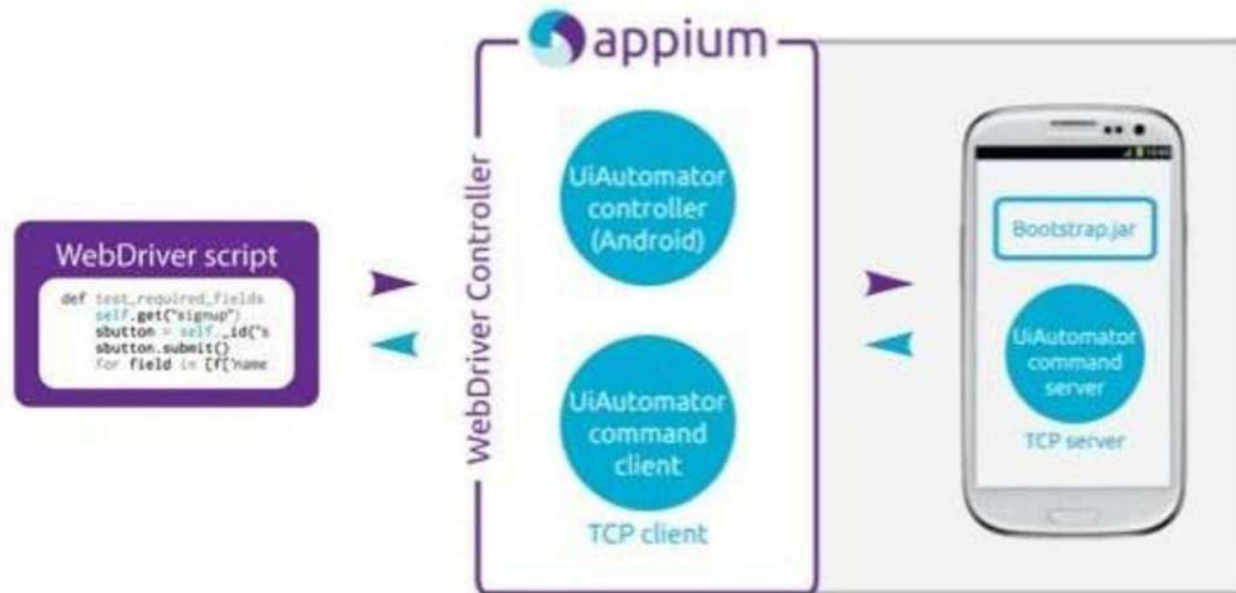 appium
WebDriver script
def test_required_fields
self.get("signup")
sbutton = self._id("s
sbutton.submit()
for field in [f['name
WebDriver Controller
UiAutomator
controller
(Android)
UiAutomator
command
client
TCP client
Bootstrap.jar
UiAutomator
command
server
TCP server